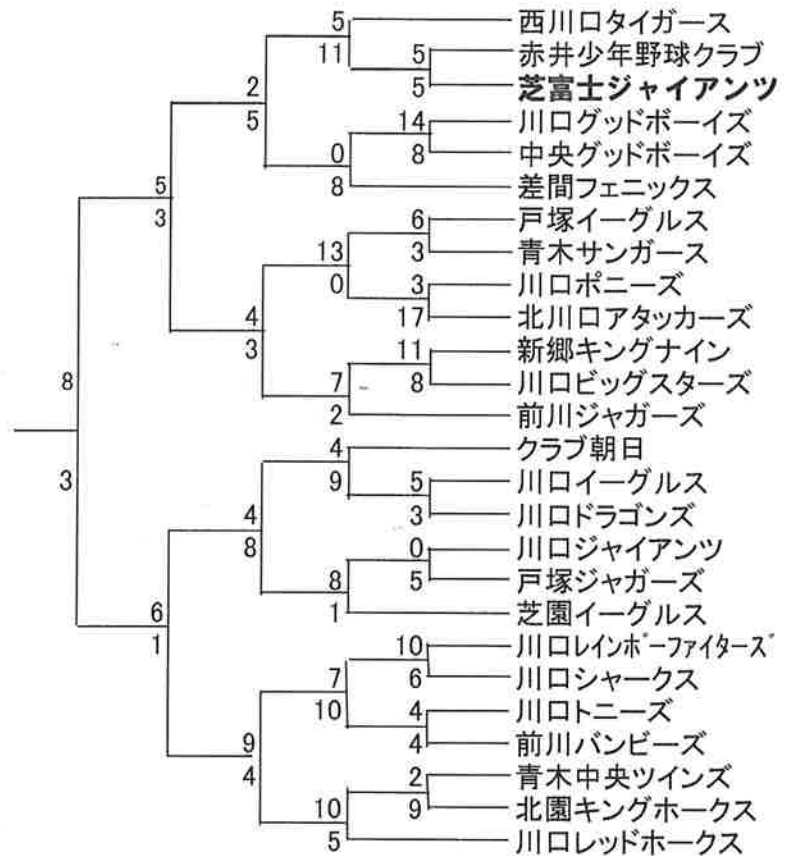 5 西川口タイガース
11 5 赤井少年野球クラブ
5 芝富士ジャイアンツ
2
5
14 川口グッドボーイズ
0 8 中央グッドボーイズ
8 差間フェニックス
5
3
6 戸塚イーグルス
13 3 青木サンガース
0 3 川口ポニーズ
17 北川口アタッカーズ
4
3
11 新郷キングナイン
7 8 川口ビッグスターズ
2 前川ジャガーズ
8
3
4 クラブ朝日
9 5 川口イーグルス
3 川口ドラゴンズ
4
8
0 川口ジャイアンツ
8 5 戸塚ジャガーズ
1 芝園イーグルス
6
1
10 川口レインボーファイターズ
7 6 川口シャークス
10 4 川口トニーズ
4 前川バンビーズ
9
4
2 青木中央ツインズ
10 9 北園キングホークス
5 川口レッドホークス